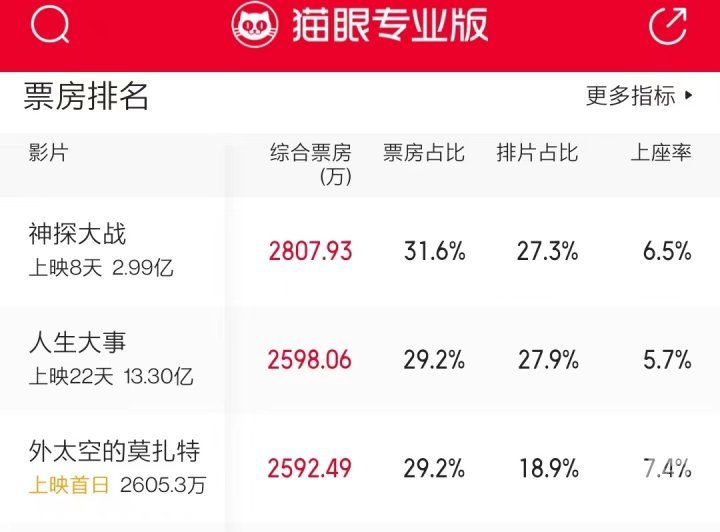 猫眼专业版
票房排名 更多指标
影片 综合票房 票房占比 排片占比 上座率
(万)
神探大战 2807.93 31.6% 27.3% 6.5%
上映8天 2.99亿
人生大事 2598.06 29.2% 27.9% 5.7%
上映22天 13.30亿
外太空的莫扎特 2592.49 29.2% 18.9% 7.4%
上映首日 2605.3万